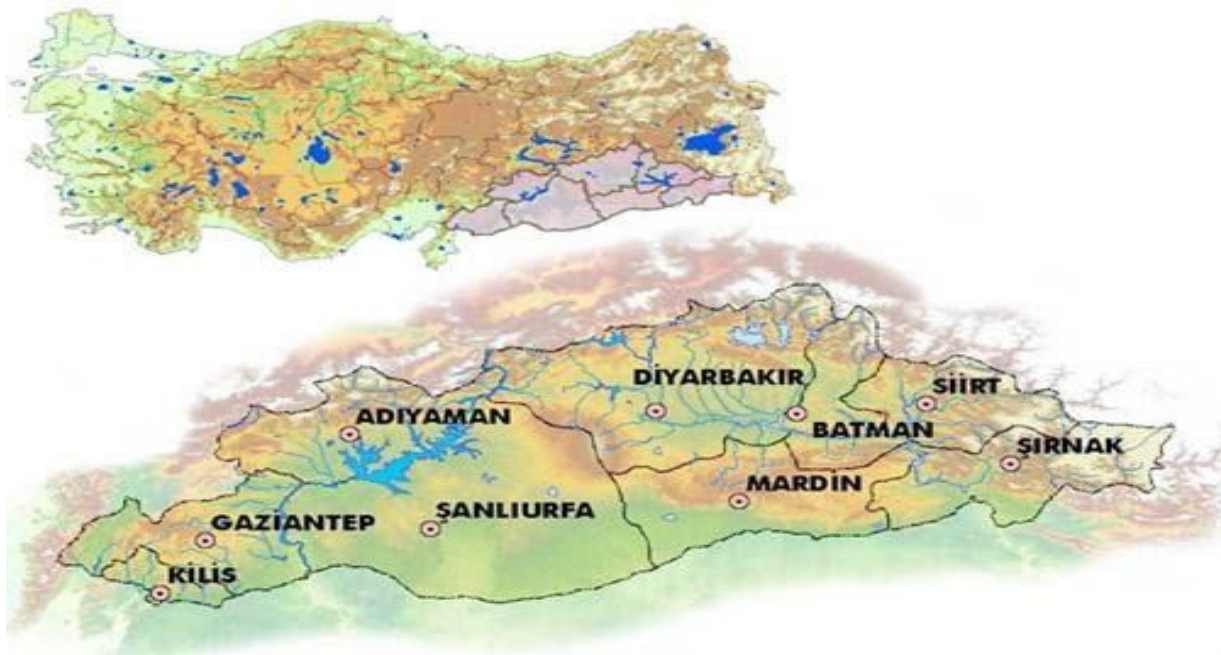 DİYARBAKIR
SİİRT
ADIYAMAN
BATMAN
ŞIRNAK
MARDİN
GAZİANTEP
ŞANLIURFA
KİLİS